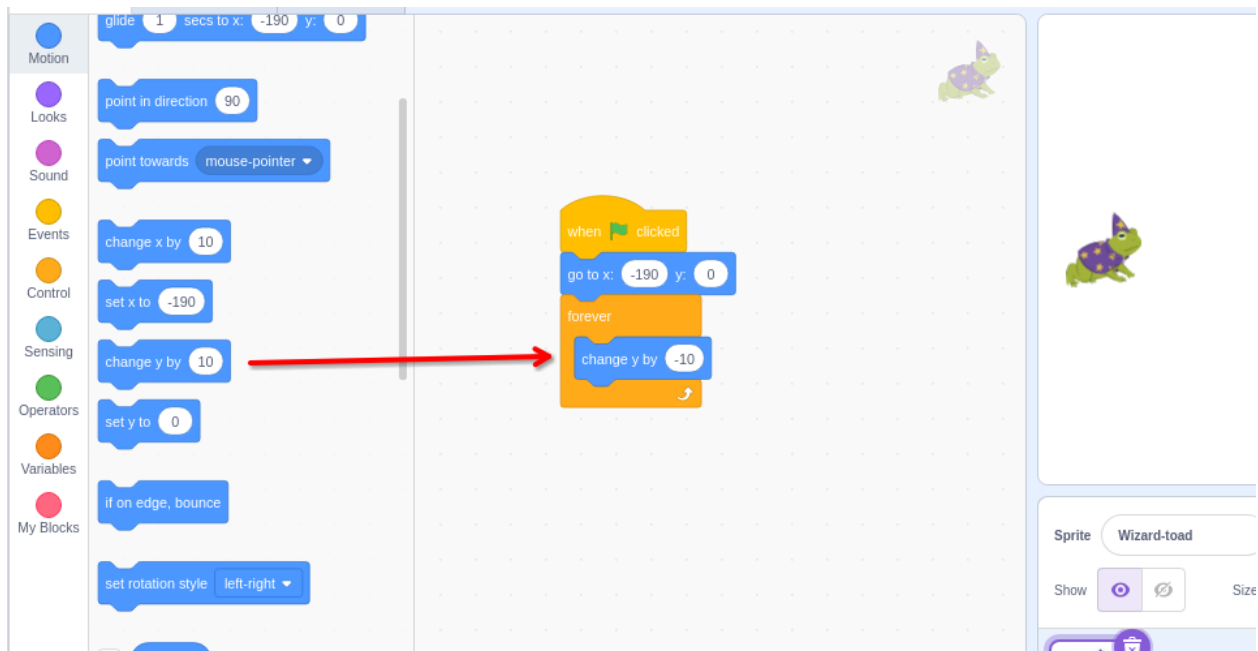 Motion
Looks
Sound
Events
Control
Sensing
Operators
Variables
My Blocks
glide 1 secs to x: -190 y: 0
point in direction 90
point towards mouse-pointer
change x by 10
set x to -190
change y by 10
set y to 0
if on edge, bounce
set rotation style left-right
when clicked
go to x: -190 y: 0
forever
change y by -10
Sprite Wizard-toad
Show Size